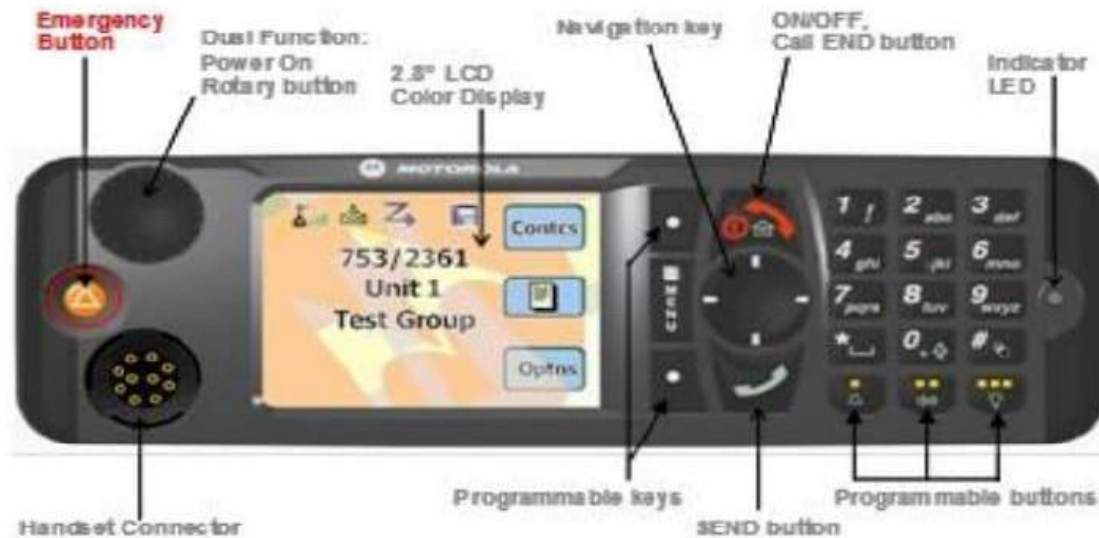 Emergency
Button
Dual Function:
Power On
Rotary button
2.8" LCD
Color Display
Navigation key
ON/OFF,
Call END button
Indicator
LED
MOTOROLA
753/2361
Unit 1
Test Group
Contcs
Optns
MENU
1 !
2 abc
3 def
4 ghi
5 jkl
6 mno
7 pqrs
8 tuv
9 wxyz
*
0 +
#
Programmable keys
Programmable buttons
Handset Connector
SEND button